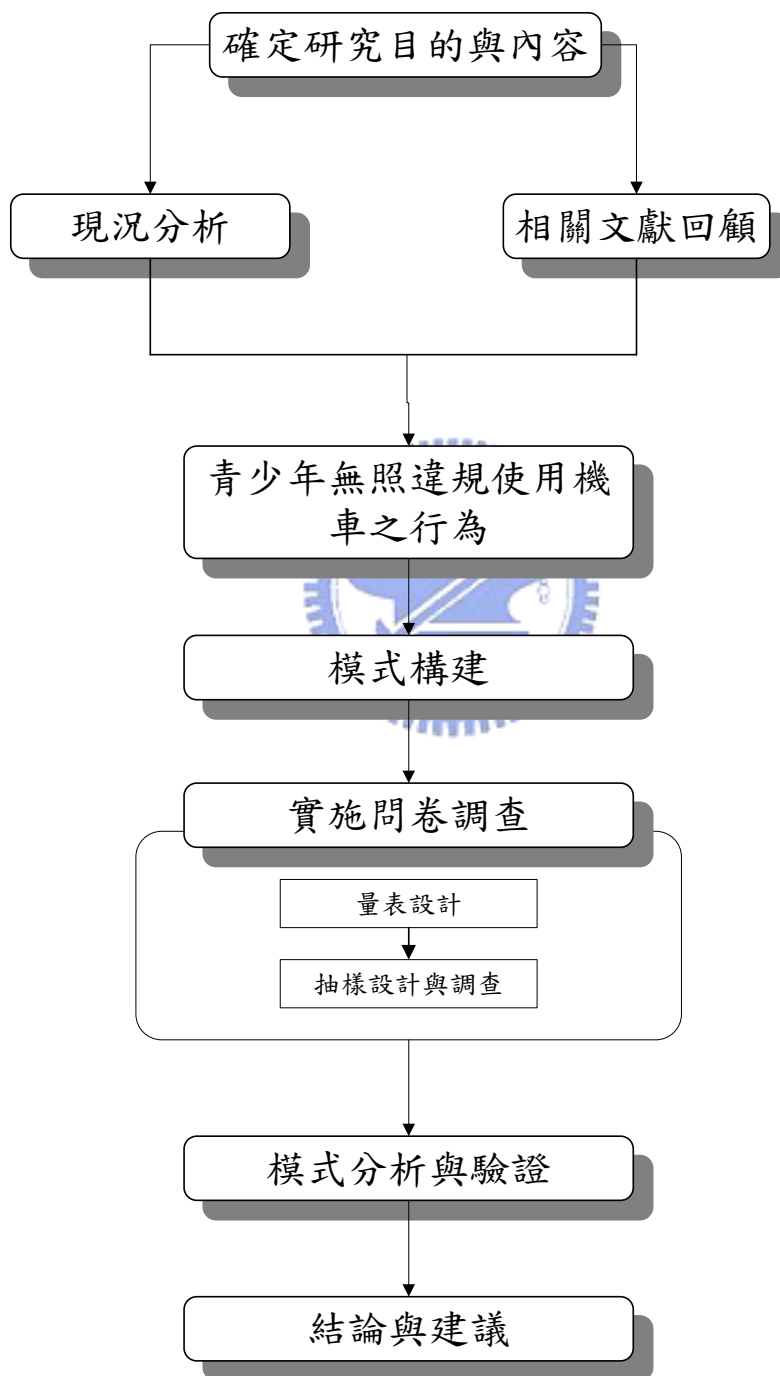 確定研究目的與內容
現況分析
相關文獻回顧
青少年無照違規使用機
車之行為
模式構建
實施問卷調查
量表設計
抽樣設計與調查
模式分析與驗證
結論與建議